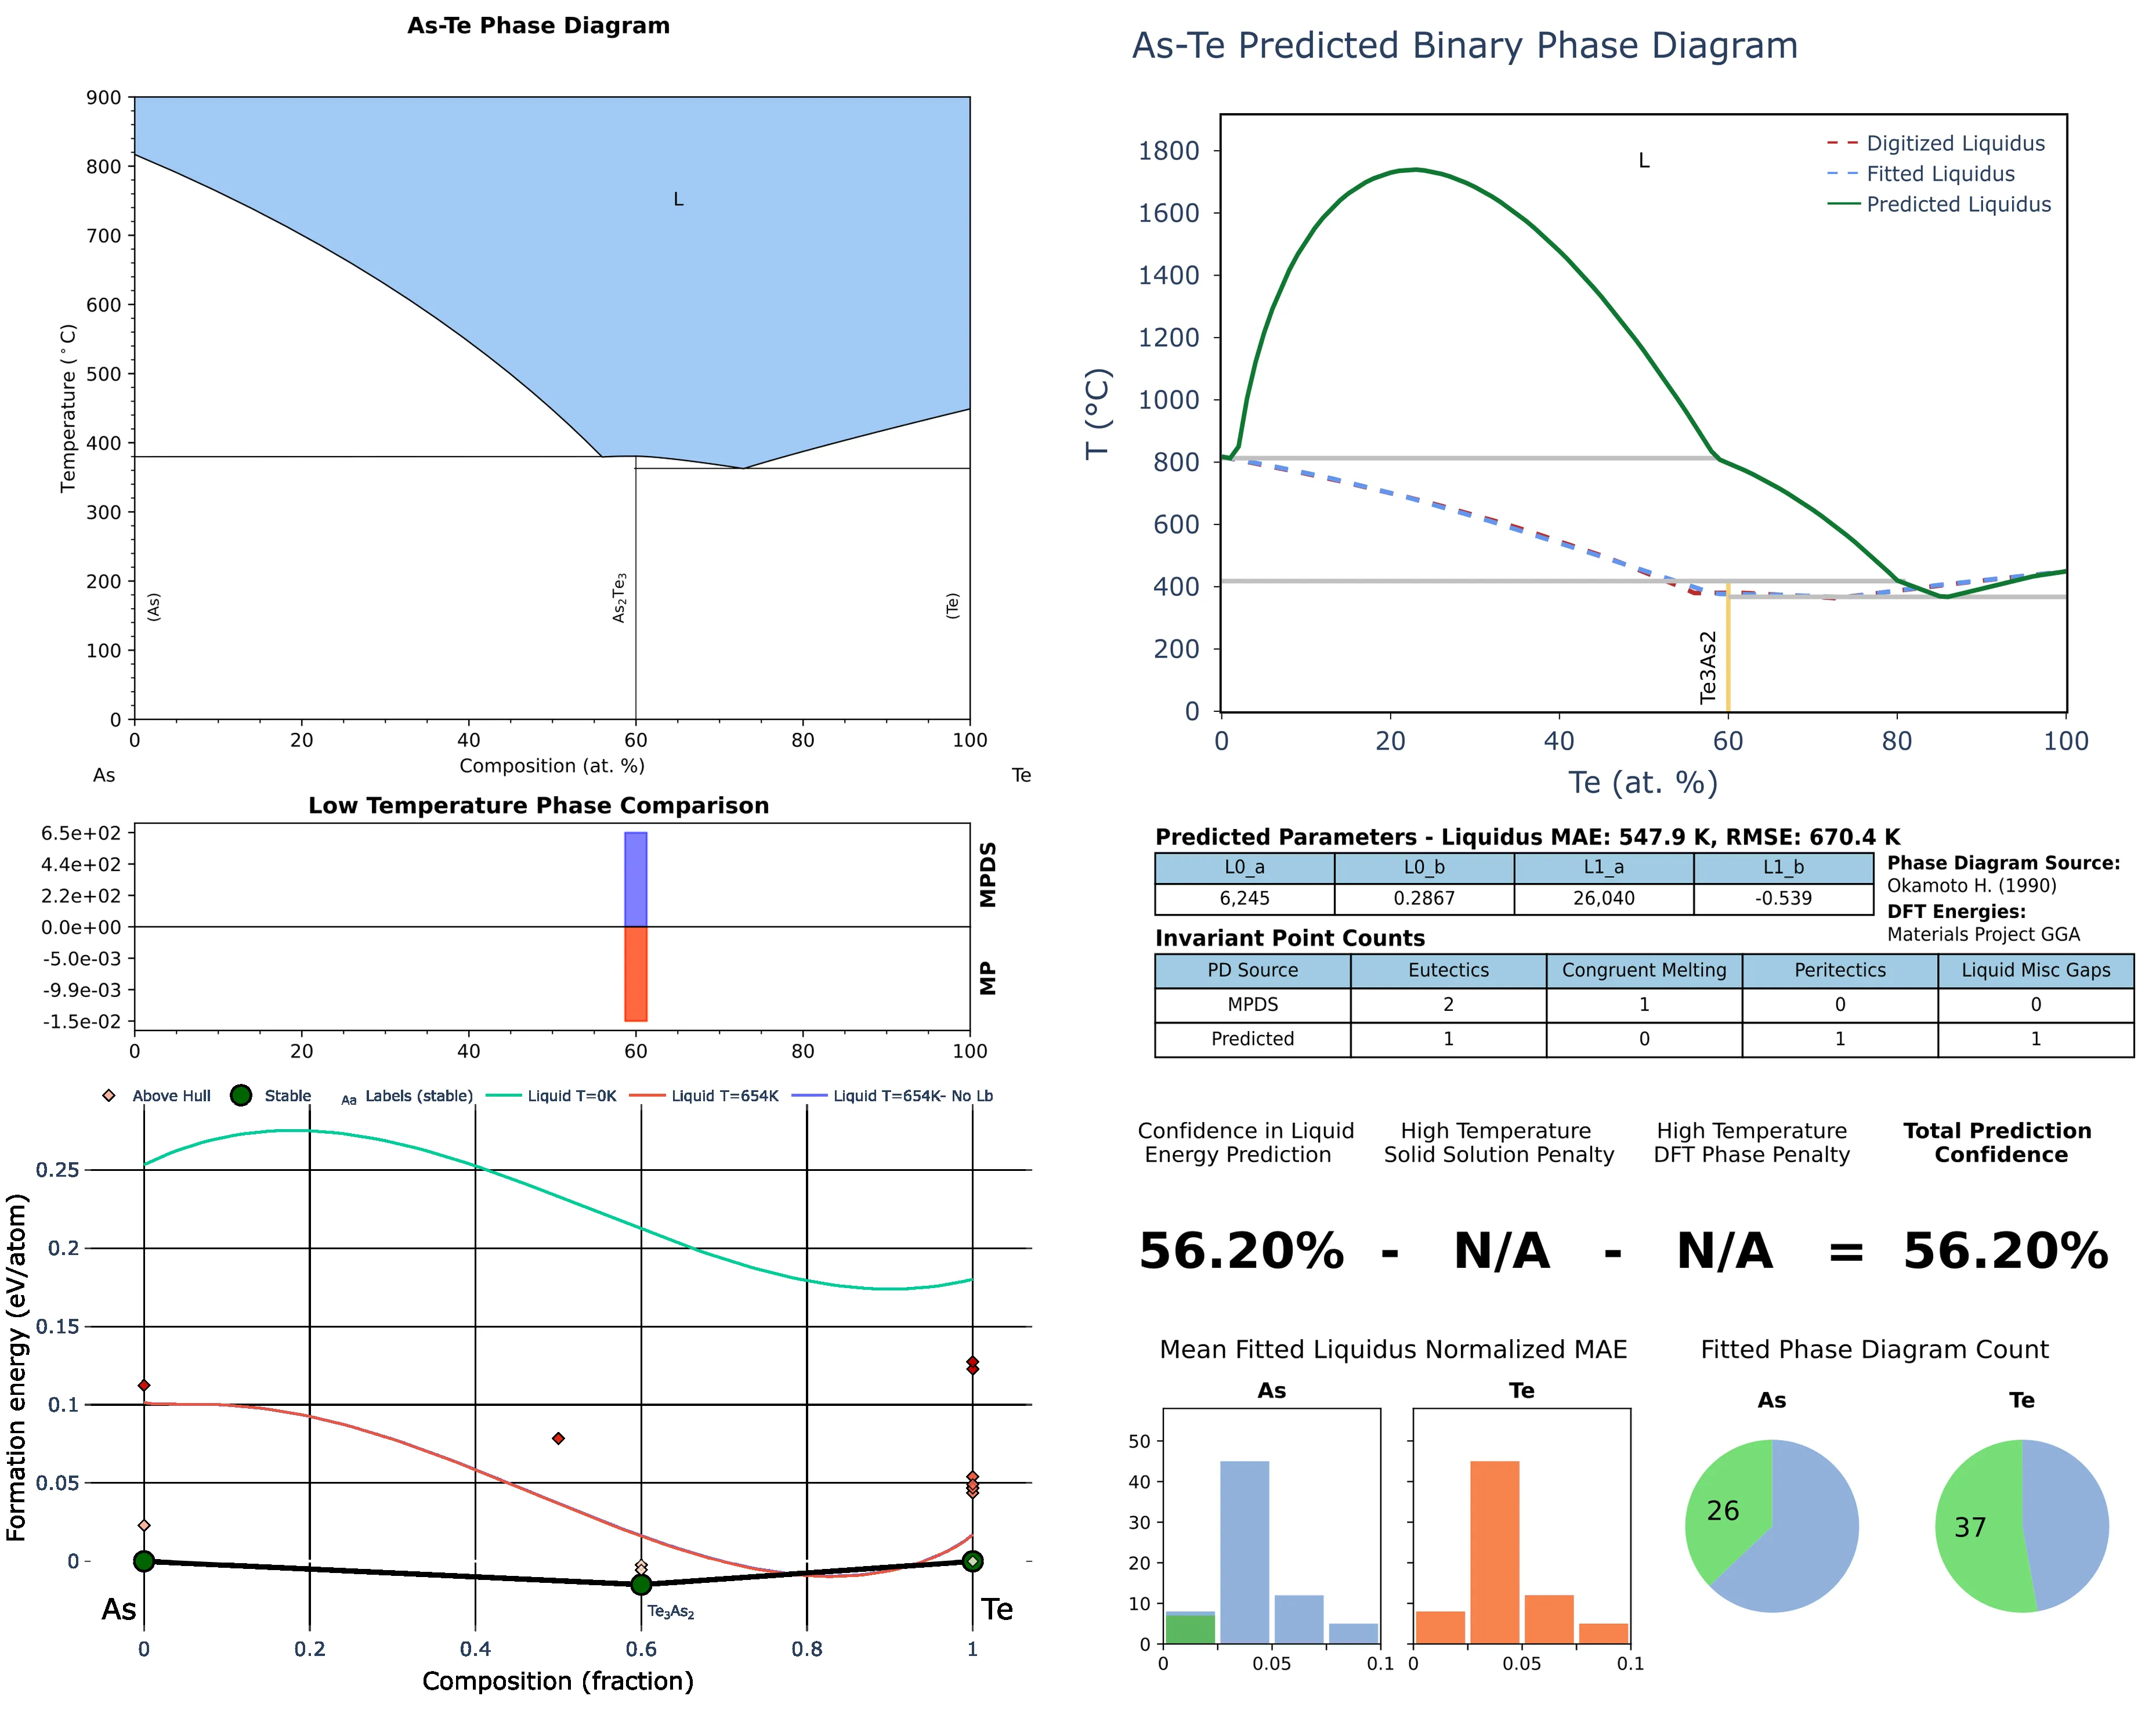 As-Te Phase Diagram
900
800
700
600
500
400
300
200
100
0
Temperature (°C)
L
(As)
As2Te3
(Te)
0 20 40 60 80 100
Composition (at. %)
As Te
Low Temperature Phase Comparison
6.5e+02
4.4e+02
2.2e+02
0.0e+00
-5.0e-03
-9.9e-03
-1.5e-02
MPDS
MP
0 20 40 60 80 100
Above Hull Stable Aa Labels (stable) Liquid T=0K Liquid T=654K Liquid T=654K- No Lb
0.25
0.2
0.15
0.1
0.05
0
Formation energy (eV/atom)
Te3As2
As Te
0 0.2 0.4 0.6 0.8 1
Composition (fraction)
As-Te Predicted Binary Phase Diagram
1800
1600
1400
1200
1000
800
600
400
200
0
T (°C)
L
Digitized Liquidus
Fitted Liquidus
Predicted Liquidus
Te3As2
0 20 40 60 80 100
Te (at. %)
Predicted Parameters - Liquidus MAE: 547.9 K, RMSE: 670.4 K
L0_a L0_b L1_a L1_b
6,245 0.2867 26,040 -0.539
Phase Diagram Source:
Okamoto H. (1990)
DFT Energies:
Materials Project GGA
Invariant Point Counts
PD Source Eutectics Congruent Melting Peritectics Liquid Misc Gaps
MPDS 2 1 0 0
Predicted 1 0 1 1
Confidence in Liquid
Energy Prediction
High Temperature
Solid Solution Penalty
High Temperature
DFT Phase Penalty
Total Prediction
Confidence
56.20% - N/A - N/A = 56.20%
Mean Fitted Liquidus Normalized MAE
As Te
50
40
30
20
10
0
0 0.05 0.1
0 0.05 0.1
Fitted Phase Diagram Count
As Te
26
37